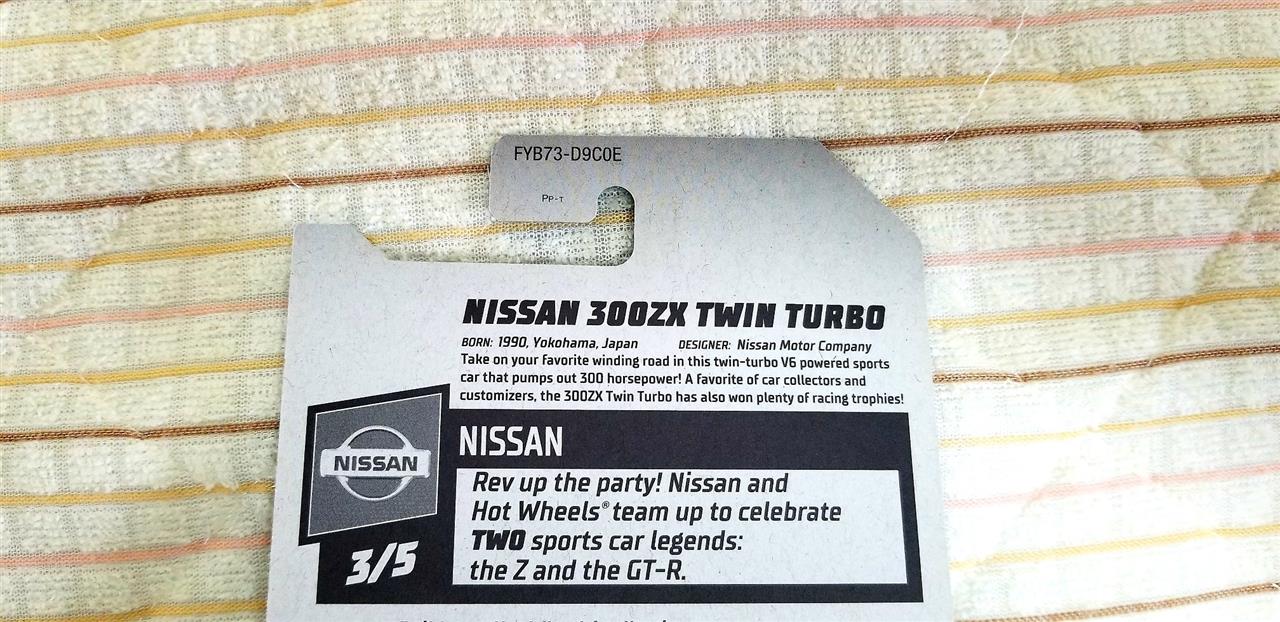 FYB73-D9C0E
PP-T
NISSAN 300ZX TWIN TURBO
BORN: 1990, Yokohama, Japan DESIGNER: Nissan Motor Company
Take on your favorite winding road in this twin-turbo V6 powered sports
car that pumps out 300 horsepower! A favorite of car collectors and
customizers, the 300ZX Twin Turbo has also won plenty of racing trophies!
NISSAN
NISSAN
Rev up the party! Nissan and
Hot Wheels® team up to celebrate
TWO sports car legends:
the Z and the GT-R.
3/5